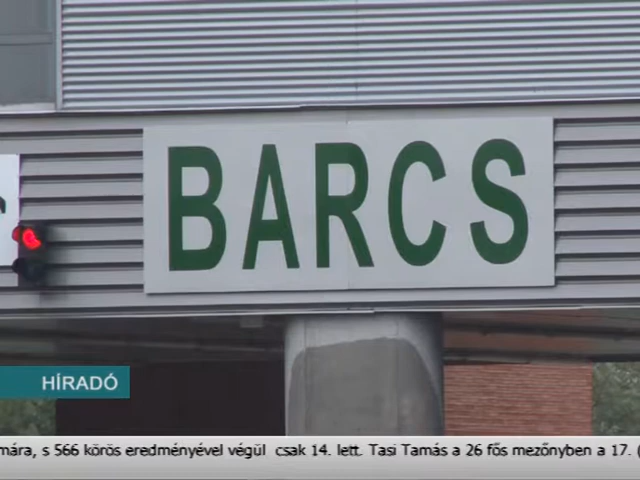 BARCS
HÍRADÓ
mára, s 566 körös eredményével végül csak 14. lett. Tasi Tamás a 26 fős mezőnyben a 17. (